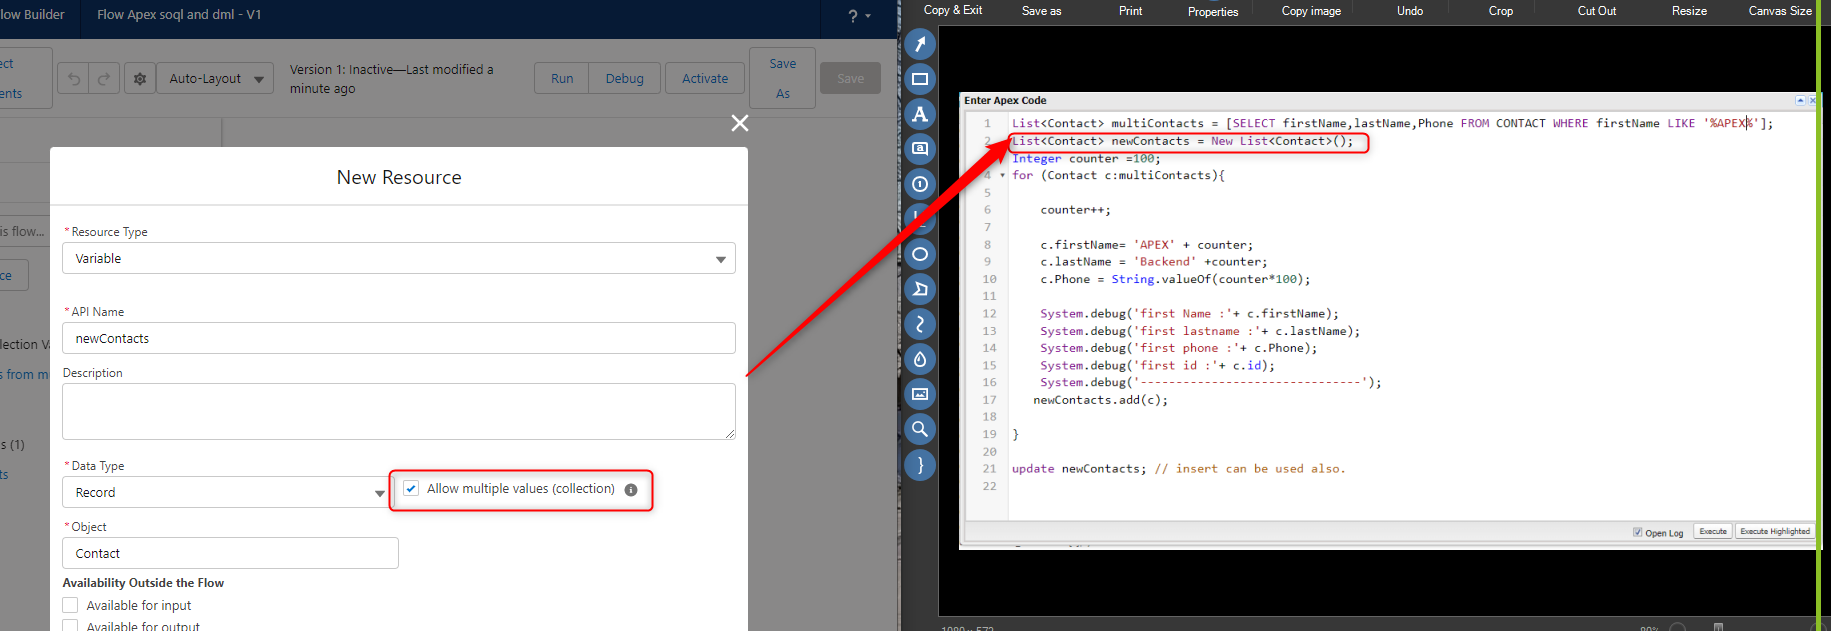 low Builder
Flow Apex soql and dml - V1
?
ect
ents
Auto-Layout
Version 1: Inactive—Last modified a
minute ago
Run
Debug
Activate
Save
As
Save
is flow...
ce
lection Va
s from m
s (1)
ts
New Resource
*Resource Type
Variable
*API Name
newContacts
Description
*Data Type
Record
Allow multiple values (collection)
*Object
Contact
Availability Outside the Flow
Available for input
Available for output
Copy & Exit
Save as
Print
Properties
Copy image
Undo
Crop
Cut Out
Resize
Canvas Size
A
a
1
Enter Apex Code
1 List<Contact> multiContacts = [SELECT firstName,lastName,Phone FROM CONTACT WHERE firstName LIKE '%APEX%'];
2 List<Contact> newContacts = New List<Contact>();
Integer counter =100;
4 for (Contact c:multiContacts){
5
6 counter++;
7
8 c.firstName= 'APEX' + counter;
9 c.lastName = 'Backend' +counter;
10 c.Phone = String.valueOf(counter*100);
11
12 System.debug('first Name :'+ c.firstName);
13 System.debug('first lastname :'+ c.lastName);
14 System.debug('first phone :'+ c.Phone);
15 System.debug('first id :'+ c.id);
16 System.debug('-------------------------------');
17 newContacts.add(c);
18
19 }
20
21 update newContacts; // insert can be used also.
22
Open Log
Execute
Execute Highlighted